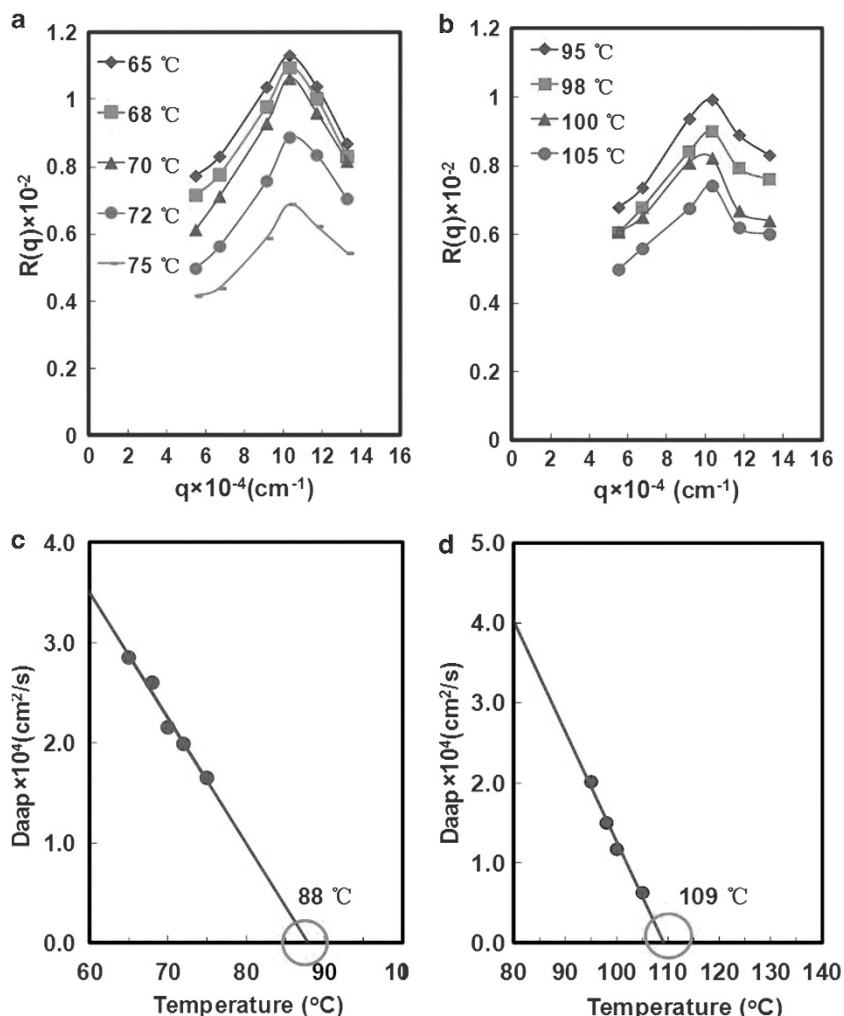 a
1.2
1
0.8
0.6
0.4
0.2
0
R(q)×10⁻²
65 ℃
68 ℃
70 ℃
72 ℃
75 ℃
0 2 4 6 8 10 12 14 16
q×10⁻⁴(cm⁻¹)
b
1.2
1
0.8
0.6
0.4
0.2
0
R(q)×10⁻²
95 ℃
98 ℃
100 ℃
105 ℃
0 2 4 6 8 10 12 14 16
q×10⁻⁴ (cm⁻¹)
c
4.0
3.0
2.0
1.0
0.0
Daap×10⁴(cm²/s)
88 ℃
60 70 80 90 10
Temperature (°C)
d
5.0
4.0
3.0
2.0
1.0
0.0
Daap×10⁴(cm²/s)
109 ℃
80 90 100 110 120 130 140
Temperature (°C)